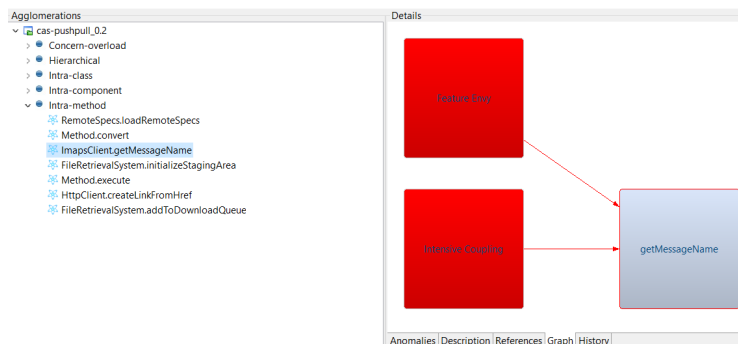 Agglomerations
cas-pushpull_0.2
Concern-overload
Hierarchical
Intra-class
Intra-component
Intra-method
RemoteSpecs.loadRemoteSpecs
Method.convert
ImapsClient.getMessageName
FileRetrievalSystem.initializeStagingArea
Method.execute
HttpClient.createLinkFromHref
FileRetrievalSystem.addToDownloadQueue
Details
Feature Envy
Intensive Coupling
getMessageName
Anomalies Description References Graph History